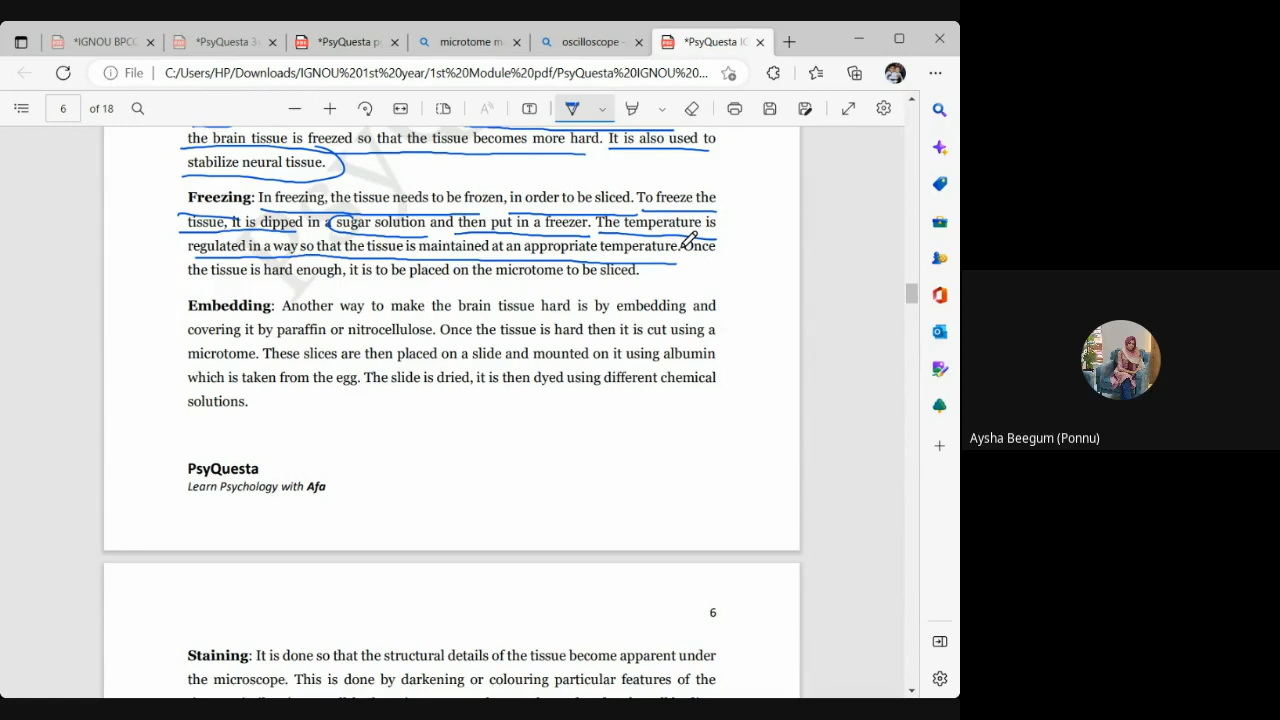 *IGNOU BPCC
*PsyQuesta 3
*PsyQuesta p
microtome m
oscilloscope -
*PsyQuesta IG
File
C:/Users/HP/Downloads/IGNOU%201st%20year/1st%20Module%20pdf/PsyQuesta%20IGNOU%20...
6 of 18
the brain tissue is freezed so that the tissue becomes more hard. It is also used to
stabilize neural tissue.
Freezing: In freezing, the tissue needs to be frozen, in order to be sliced. To freeze the
tissue, it is dipped in a sugar solution and then put in a freezer. The temperature is
regulated in a way so that the tissue is maintained at an appropriate temperature. Once
the tissue is hard enough, it is to be placed on the microtome to be sliced.
Embedding: Another way to make the brain tissue hard is by embedding and
covering it by paraffin or nitrocellulose. Once the tissue is hard then it is cut using a
microtome. These slices are then placed on a slide and mounted on it using albumin
which is taken from the egg. The slide is dried, it is then dyed using different chemical
solutions.
PsyQuesta
Learn Psychology with Afa
6
Staining: It is done so that the structural details of the tissue become apparent under
the microscope. This is done by darkening or colouring particular features of the
Aysha Beegum (Ponnu)